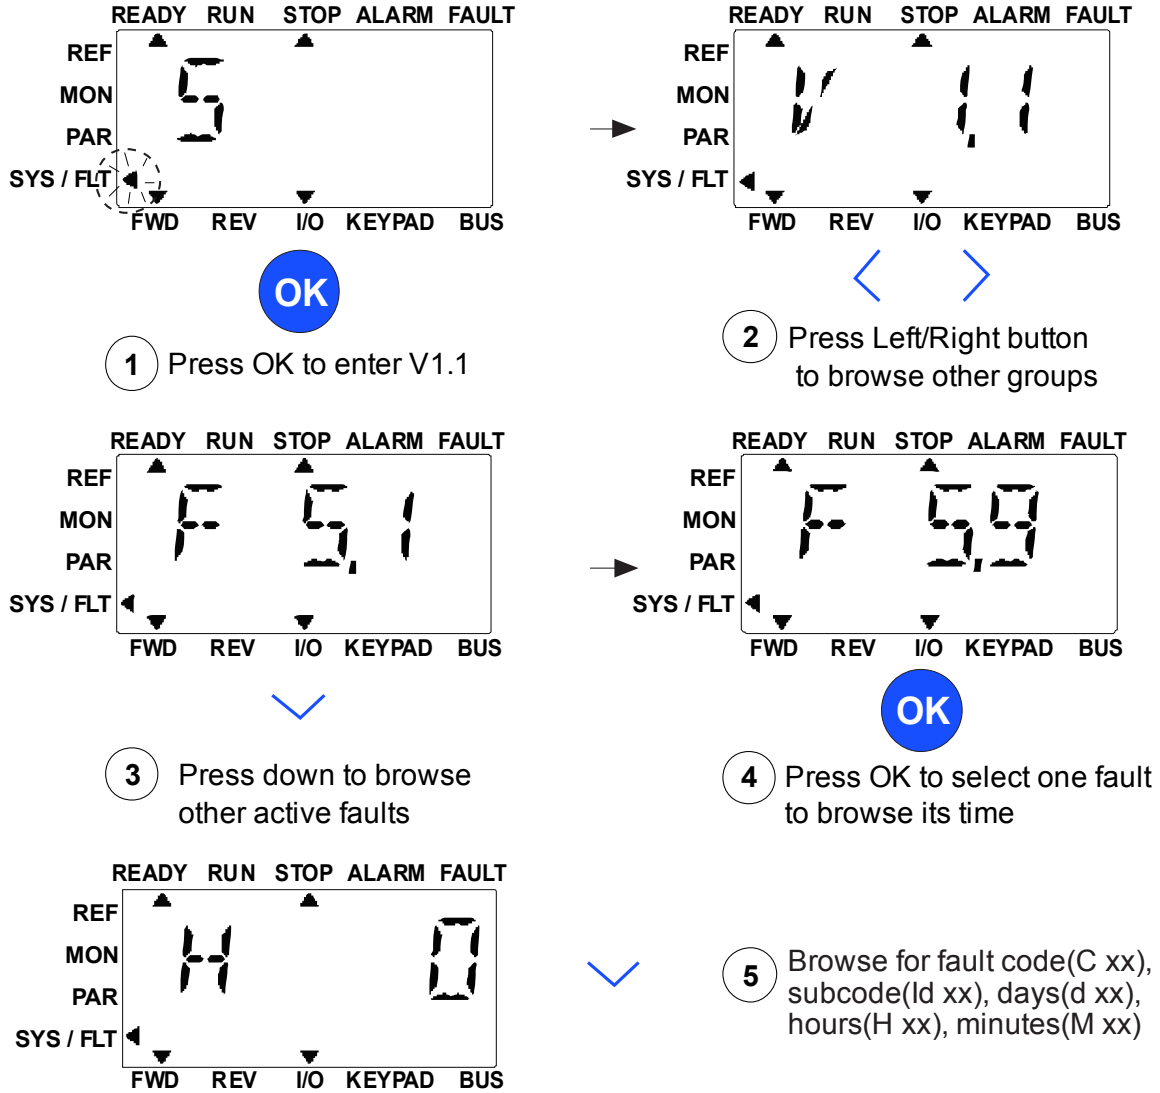 READY RUN STOP ALARM FAULT
REF
MON
PAR
SYS / FLT
S
FWD REV I/O KEYPAD BUS
OK
1 Press OK to enter V1.1
READY RUN STOP ALARM FAULT
REF
MON
PAR
SYS / FLT
V 1.1
FWD REV I/O KEYPAD BUS
2 Press Left/Right button
to browse other groups
READY RUN STOP ALARM FAULT
REF
MON
PAR
SYS / FLT
F 5.1
FWD REV I/O KEYPAD BUS
3 Press down to browse
other active faults
READY RUN STOP ALARM FAULT
REF
MON
PAR
SYS / FLT
F 5.9
FWD REV I/O KEYPAD BUS
OK
4 Press OK to select one fault
to browse its time
READY RUN STOP ALARM FAULT
REF
MON
PAR
SYS / FLT
H 0
FWD REV I/O KEYPAD BUS
5 Browse for fault code(C xx),
subcode(Id xx), days(d xx),
hours(H xx), minutes(M xx)